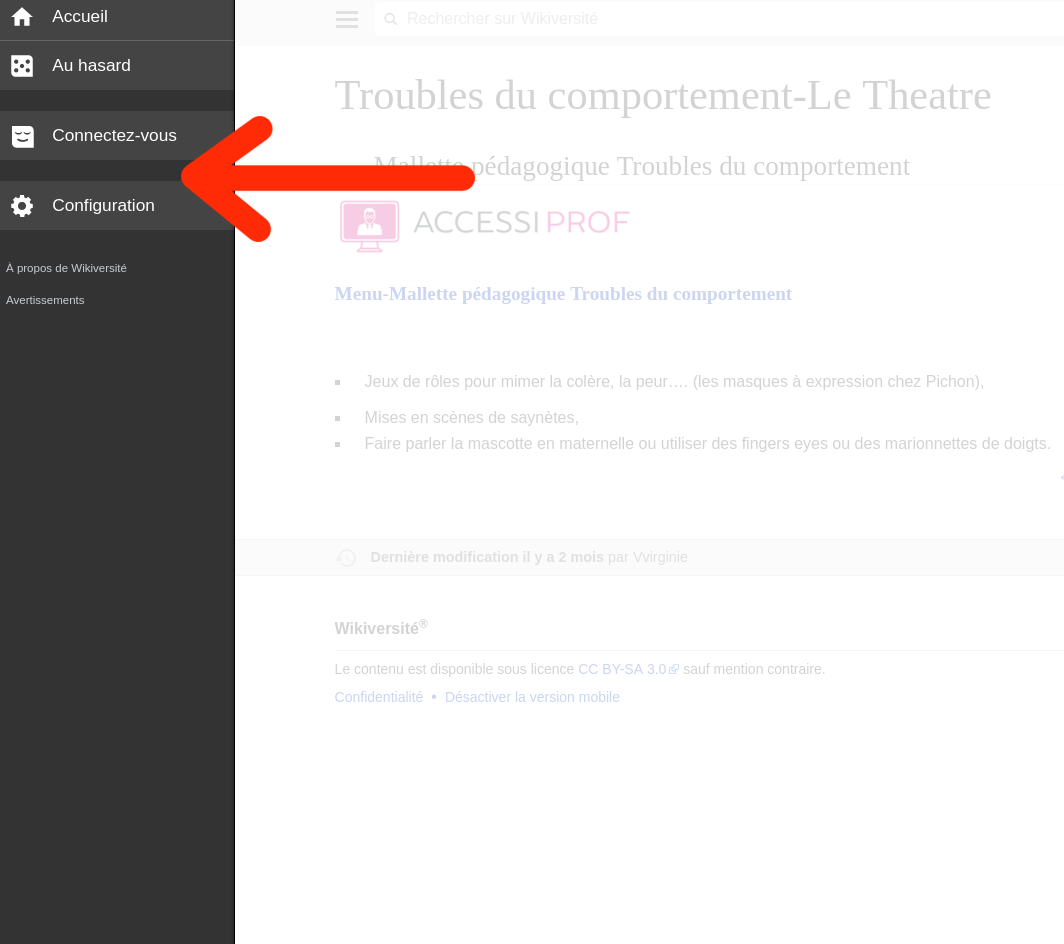 Accueil
Au hasard
Connectez-vous
Configuration
À propos de Wikiversité
Avertissements
Rechercher sur Wikiversité
Troubles du comportement-Le Theatre
Mallette pédagogique Troubles du comportement
ACCESSIPROF
Menu-Mallette pédagogique Troubles du comportement
Jeux de rôles pour mimer la colère, la peur…. (les masques à expression chez Pichon),
Mises en scènes de saynètes,
Faire parler la mascotte en maternelle ou utiliser des fingers eyes ou des marionnettes de doigts.
Dernière modification il y a 2 mois par Vvirginie
Wikiversité®
Le contenu est disponible sous licence CC BY-SA 3.0 sauf mention contraire.
Confidentialité • Désactiver la version mobile